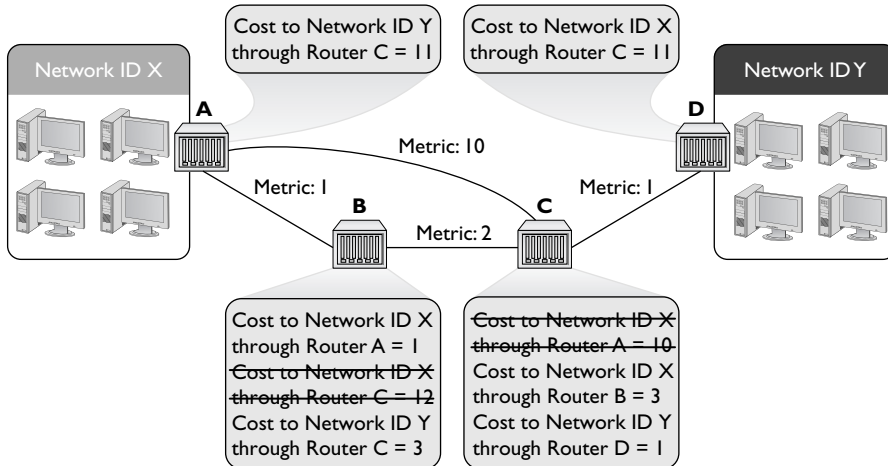 Cost to Network ID Y
through Router C = 11
Cost to Network ID X
through Router C = 11
Network ID X
Network ID Y
A
D
Metric: 10
Metric: 1
Metric: 1
B
C
Metric: 2
Cost to Network ID X
through Router A = 1
Cost to Network ID X
through Router C = 12
Cost to Network ID Y
through Router C = 3
Cost to Network ID X
through Router A = 10
Cost to Network ID X
through Router B = 3
Cost to Network ID Y
through Router D = 1